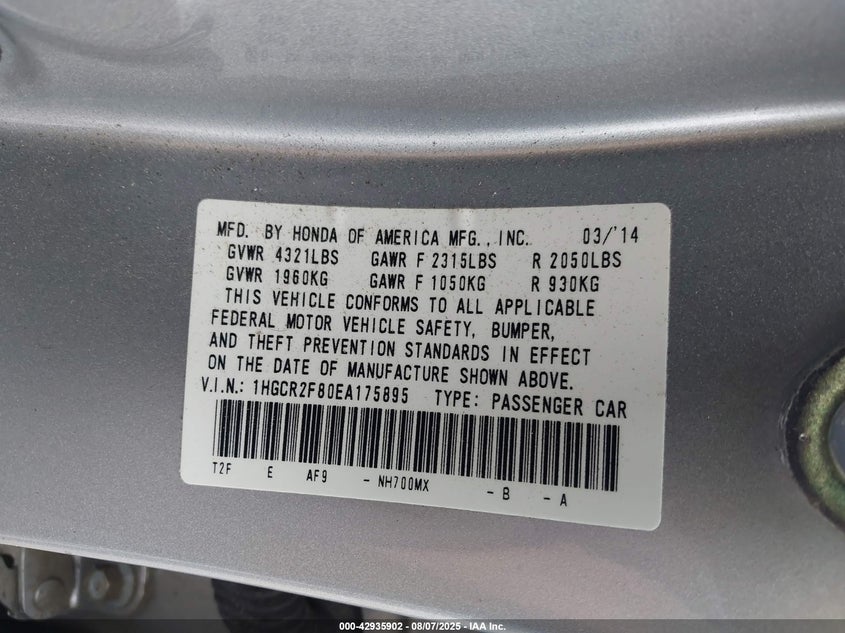 MFD. BY HONDA OF AMERICA MFG., INC. 03/'14
GVWR 4321LBS GAWR F 2315LBS R 2050LBS
GVWR 1960KG GAWR F 1050KG R 930KG
THIS VEHICLE CONFORMS TO ALL APPLICABLE
FEDERAL MOTOR VEHICLE SAFETY, BUMPER,
AND THEFT PREVENTION STANDARDS IN EFFECT
ON THE DATE OF MANUFACTURE SHOWN ABOVE.
V.I.N.: 1HGCR2F80EA175895 TYPE: PASSENGER CAR
T2F E AF9 - NH700MX - B - A
000-42935902 - 08/07/2025 - IAA Inc.